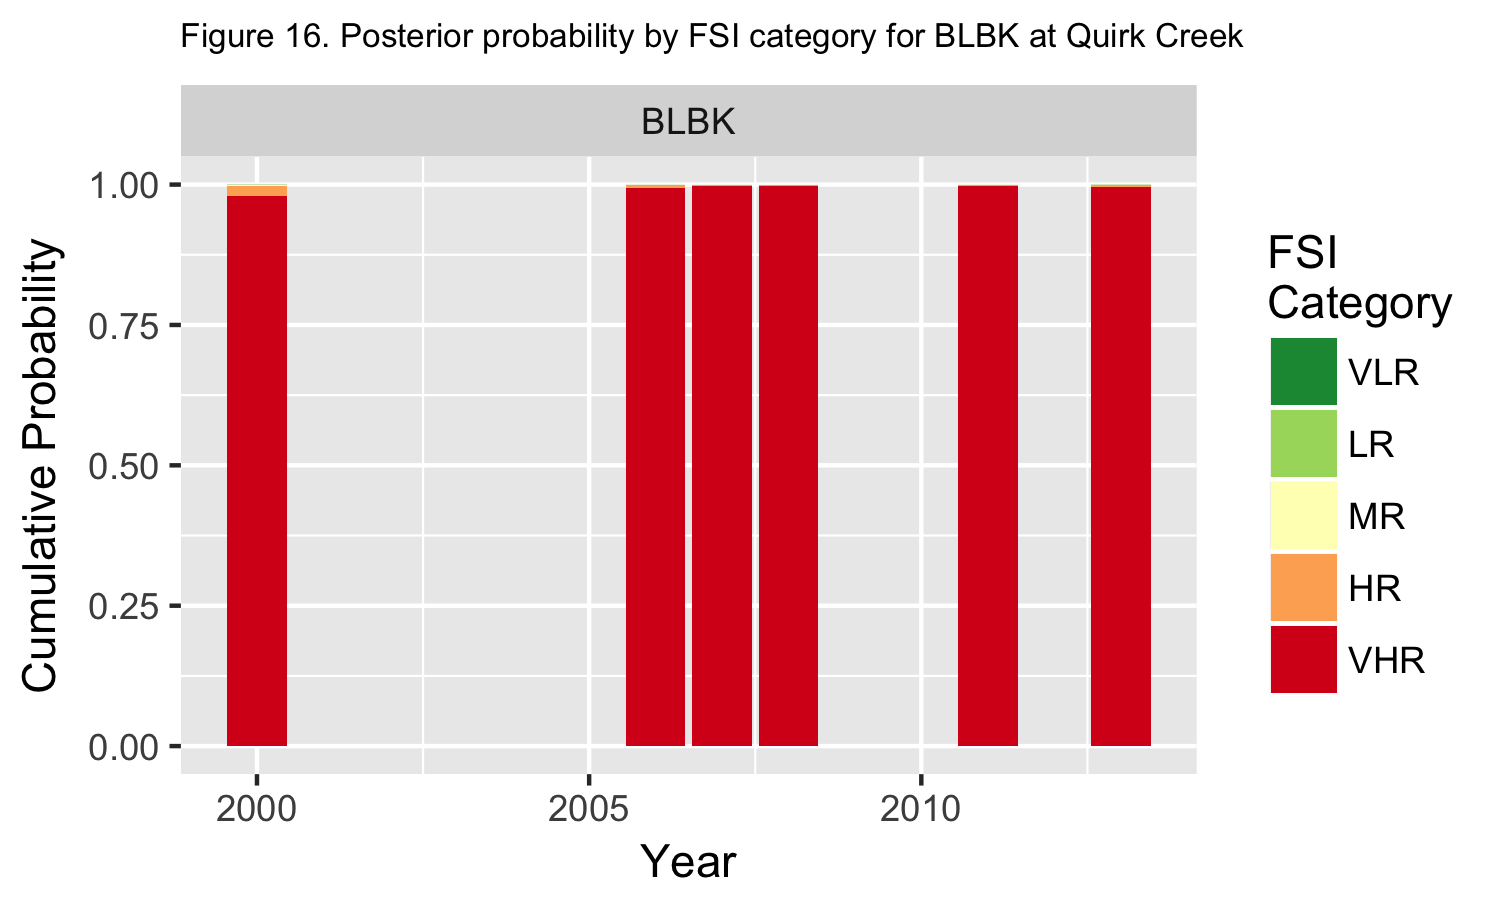 Figure 16. Posterior probability by FSI category for BLBK at Quirk Creek
BLBK
1.00
0.75
0.50
0.25
0.00
Cumulative Probability
2000 2005 2010
Year
FSI
Category
VLR
LR
MR
HR
VHR